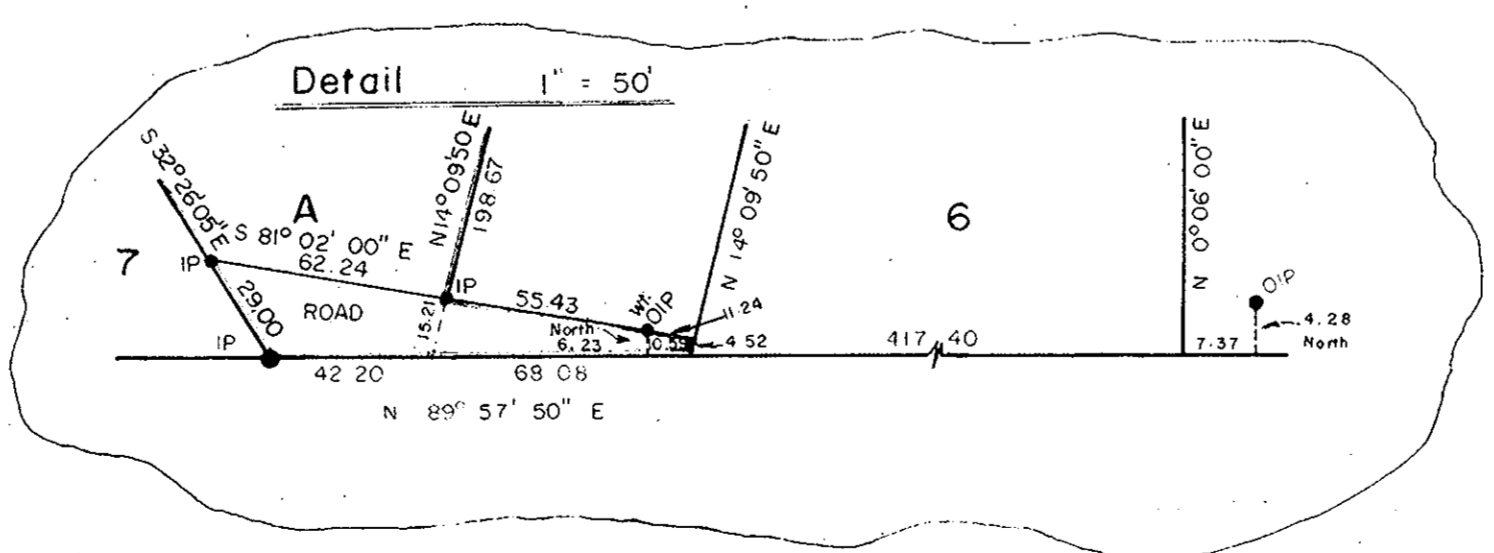 Detail 1" = 50'
S 32° 26' 05" E
A
S 81° 02' 00" E
62.24
7
IP
29.00
ROAD
IP
N 14° 09' 50 E
198.67
IP
15.21
55.43
Wt.
OIP
North
6.23
11.24
4.52
N 14° 09' 50" E
6
N 0° 06' 00" E
OIP
4.28
North
7.37
417.40
42 20
68 08
N 89° 57' 50" E